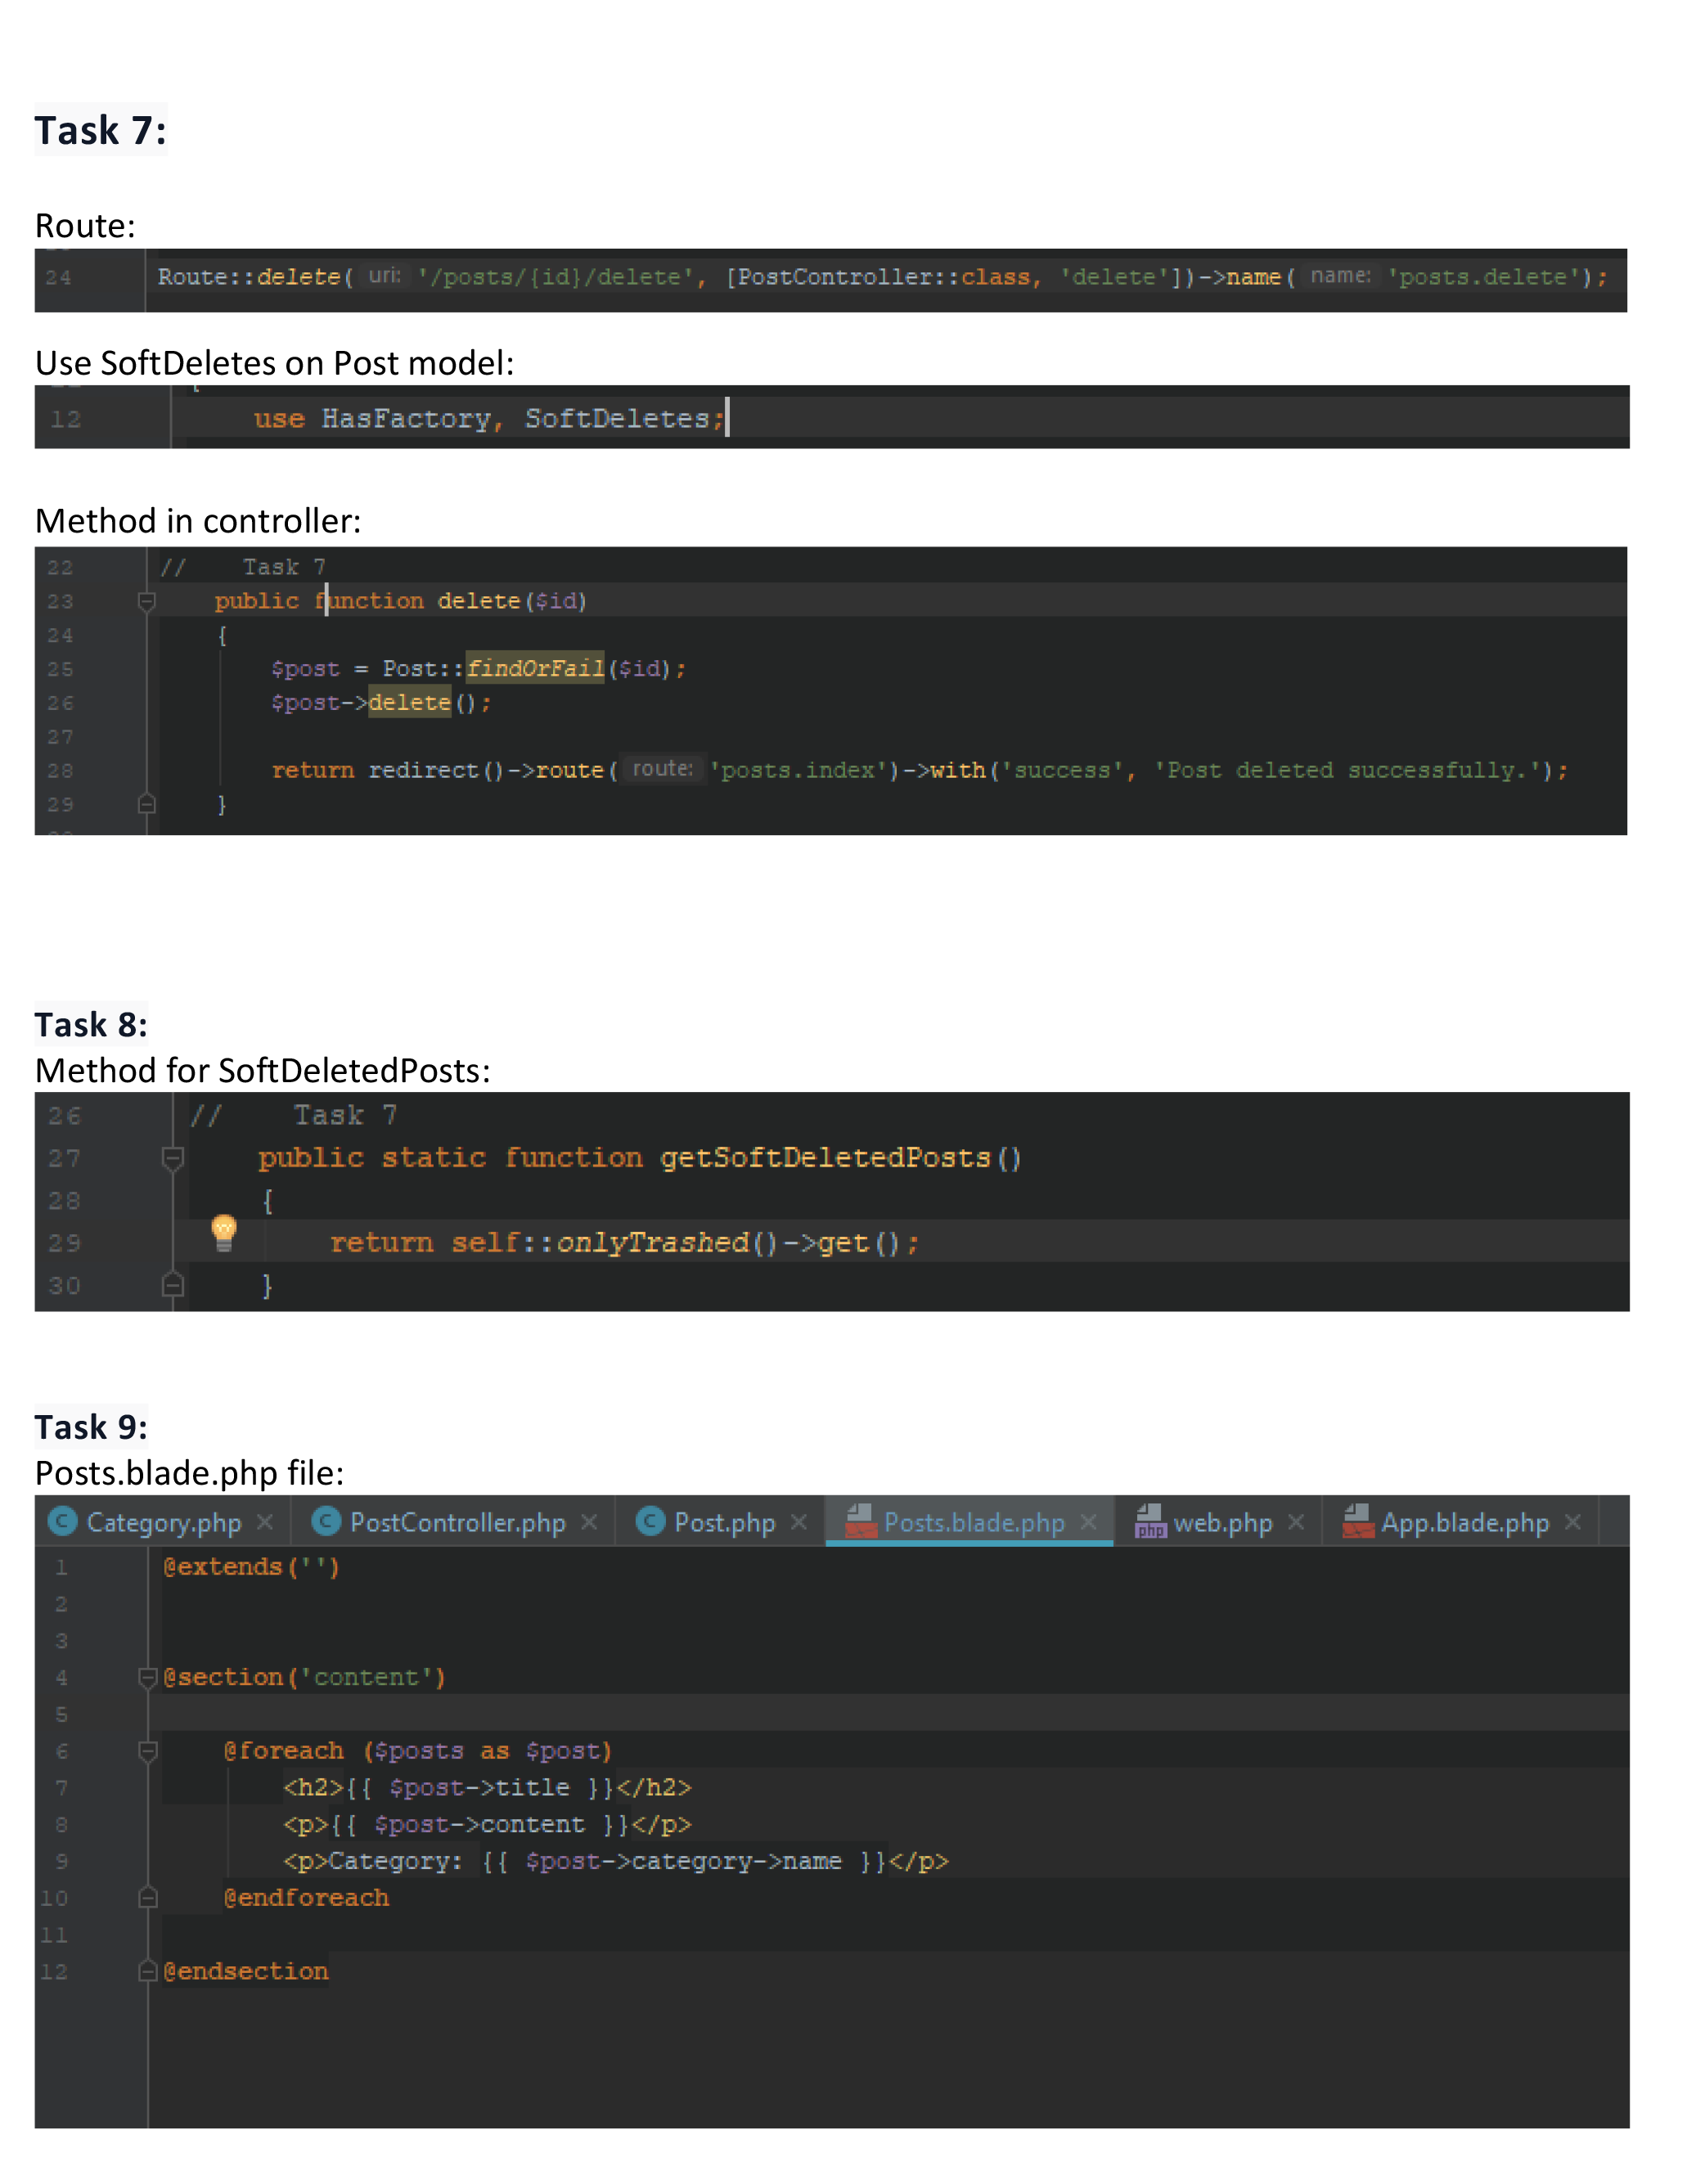 Task 7:
Route:
24 Route::delete( uri: '/posts/{id}/delete', [PostController::class, 'delete'])->name( name: 'posts.delete');
Use SoftDeletes on Post model:
12 use HasFactory, SoftDeletes;
Method in controller:
22 // Task 7
23 public function delete($id)
24 {
25 $post = Post::findOrFail($id);
26 $post->delete();
27
28 return redirect()->route( route: 'posts.index')->with('success', 'Post deleted successfully.');
29 }
Task 8:
Method for SoftDeletedPosts:
26 // Task 7
27 public static function getSoftDeletedPosts()
28 {
29 return self::onlyTrashed()->get();
30 }
Task 9:
Posts.blade.php file:
Category.php PostController.php Post.php Posts.blade.php web.php App.blade.php
1 @extends('')
2
3
4 @section('content')
5
6 @foreach ($posts as $post)
7 <h2>{{ $post->title }}</h2>
8 <p>{{ $post->content }}</p>
9 <p>Category: {{ $post->category->name }}</p>
10 @endforeach
11
12 @endsection